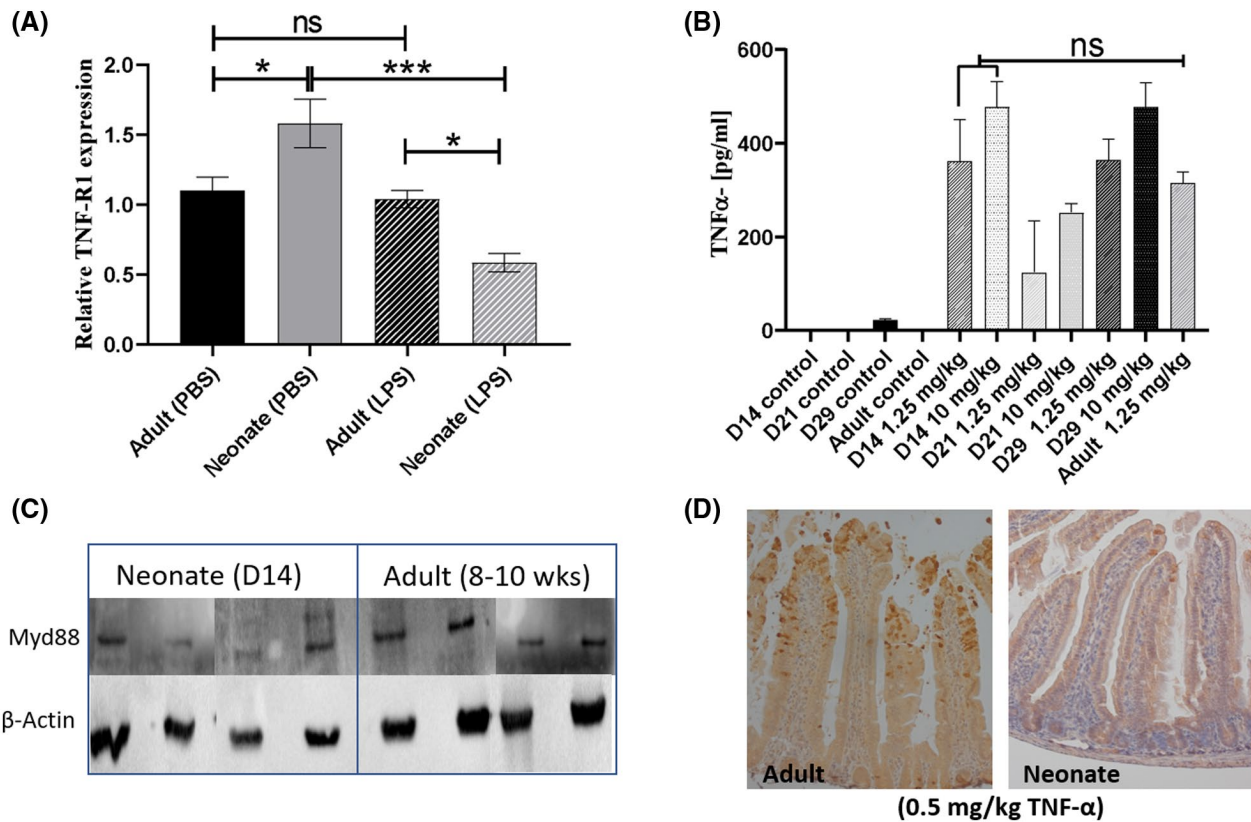 (A)
ns
*
***
*
Relative TNF-R1 expression
2.0
1.5
1.0
0.5
0.0
Adult (PBS)
Neonate (PBS)
Adult (LPS)
Neonate (LPS)
(B)
ns
TNFα- [pg/ml]
600
400
200
0
D14 control
D21 control
D29 control
Adult control
D14 1.25 mg/kg
D14 10 mg/kg
D21 1.25 mg/kg
D21 10 mg/kg
D29 1.25 mg/kg
D29 10 mg/kg
Adult 1.25 mg/kg
(C)
Neonate (D14)
Adult (8-10 wks)
Myd88
β-Actin
(D)
Adult
Neonate
(0.5 mg/kg TNF-α)